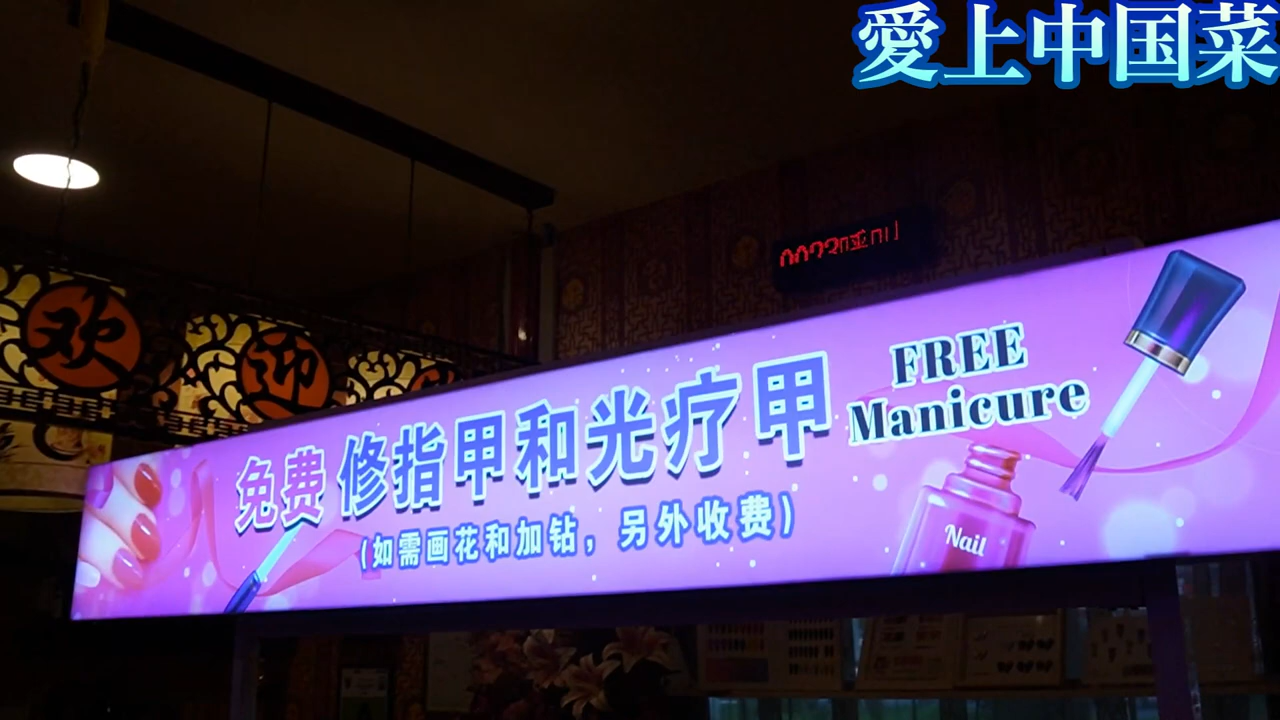 愛上中国菜
欢迎
免费修指甲和光疗甲
FREE
Manicure
(如需画花和加钻，另外收费)
Nail